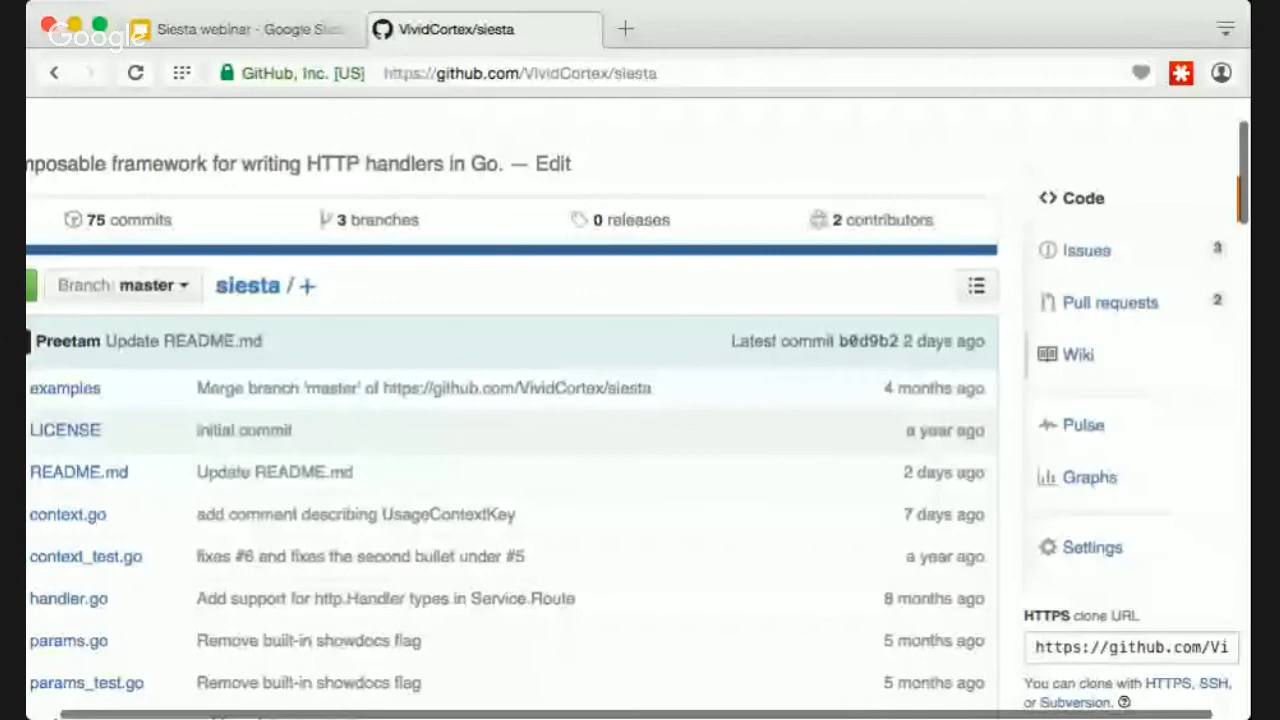 Google
Siesta webinar - Google Sli
VividCortex/siesta
GitHub, Inc. [US] https://github.com/VividCortex/siesta
mposable framework for writing HTTP handlers in Go. — Edit
75 commits 3 branches 0 releases 2 contributors
Branch: master siesta / +
Preetam Update README.md Latest commit b0d9b2 2 days ago
examples Merge branch 'master' of https://github.com/VividCortex/siesta 4 months ago
LICENSE initial commit a year ago
README.md Update README.md 2 days ago
context.go add comment describing UsageContextKey 7 days ago
context_test.go fixes #6 and fixes the second bullet under #5 a year ago
handler.go Add support for http.Handler types in Service.Route 8 months ago
params.go Remove built-in showdocs flag 5 months ago
params_test.go Remove built-in showdocs flag 5 months ago
Code
Issues 3
Pull requests 2
Wiki
Pulse
Graphs
Settings
HTTPS clone URL
https://github.com/Vi
You can clone with HTTPS, SSH,
or Subversion.